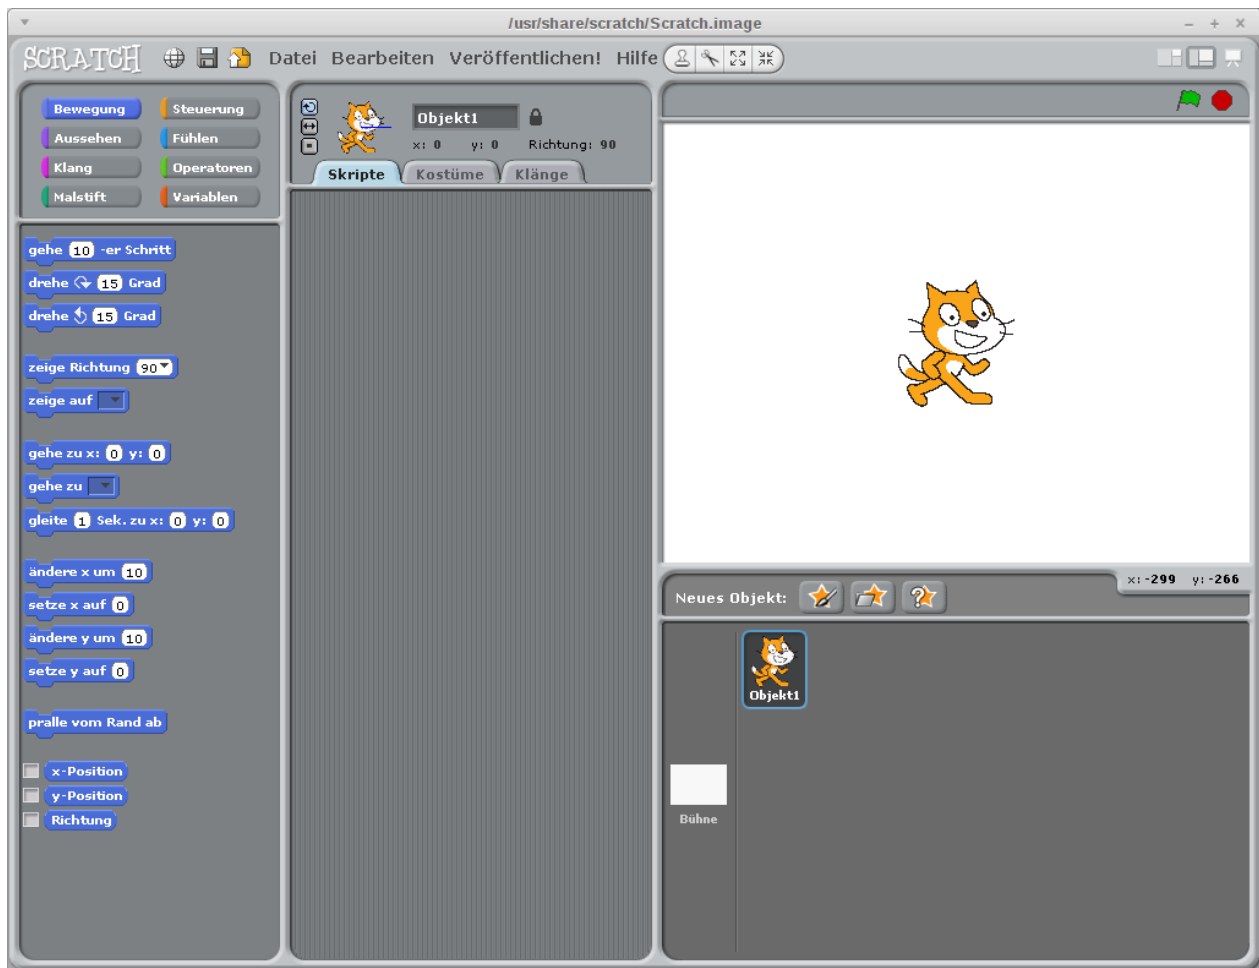 /usr/share/scratch/Scratch.image
SCRATCH Datei Bearbeiten Veröffentlichen! Hilfe
Bewegung Steuerung
Aussehen Fühlen
Klang Operatoren
Malstift Variablen
gehe 10 -er Schritt
drehe 15 Grad
drehe 15 Grad
zeige Richtung 90
zeige auf
gehe zu x: 0 y: 0
gehe zu
gleite 1 Sek. zu x: 0 y: 0
ändere x um 10
setze x auf 0
ändere y um 10
setze y auf 0
pralle vom Rand ab
x-Position
y-Position
Richtung
Objekt1
x: 0 y: 0 Richtung: 90
Skripte Kostüme Klänge
x: -299 y: -266
Neues Objekt:
Objekt1
Bühne